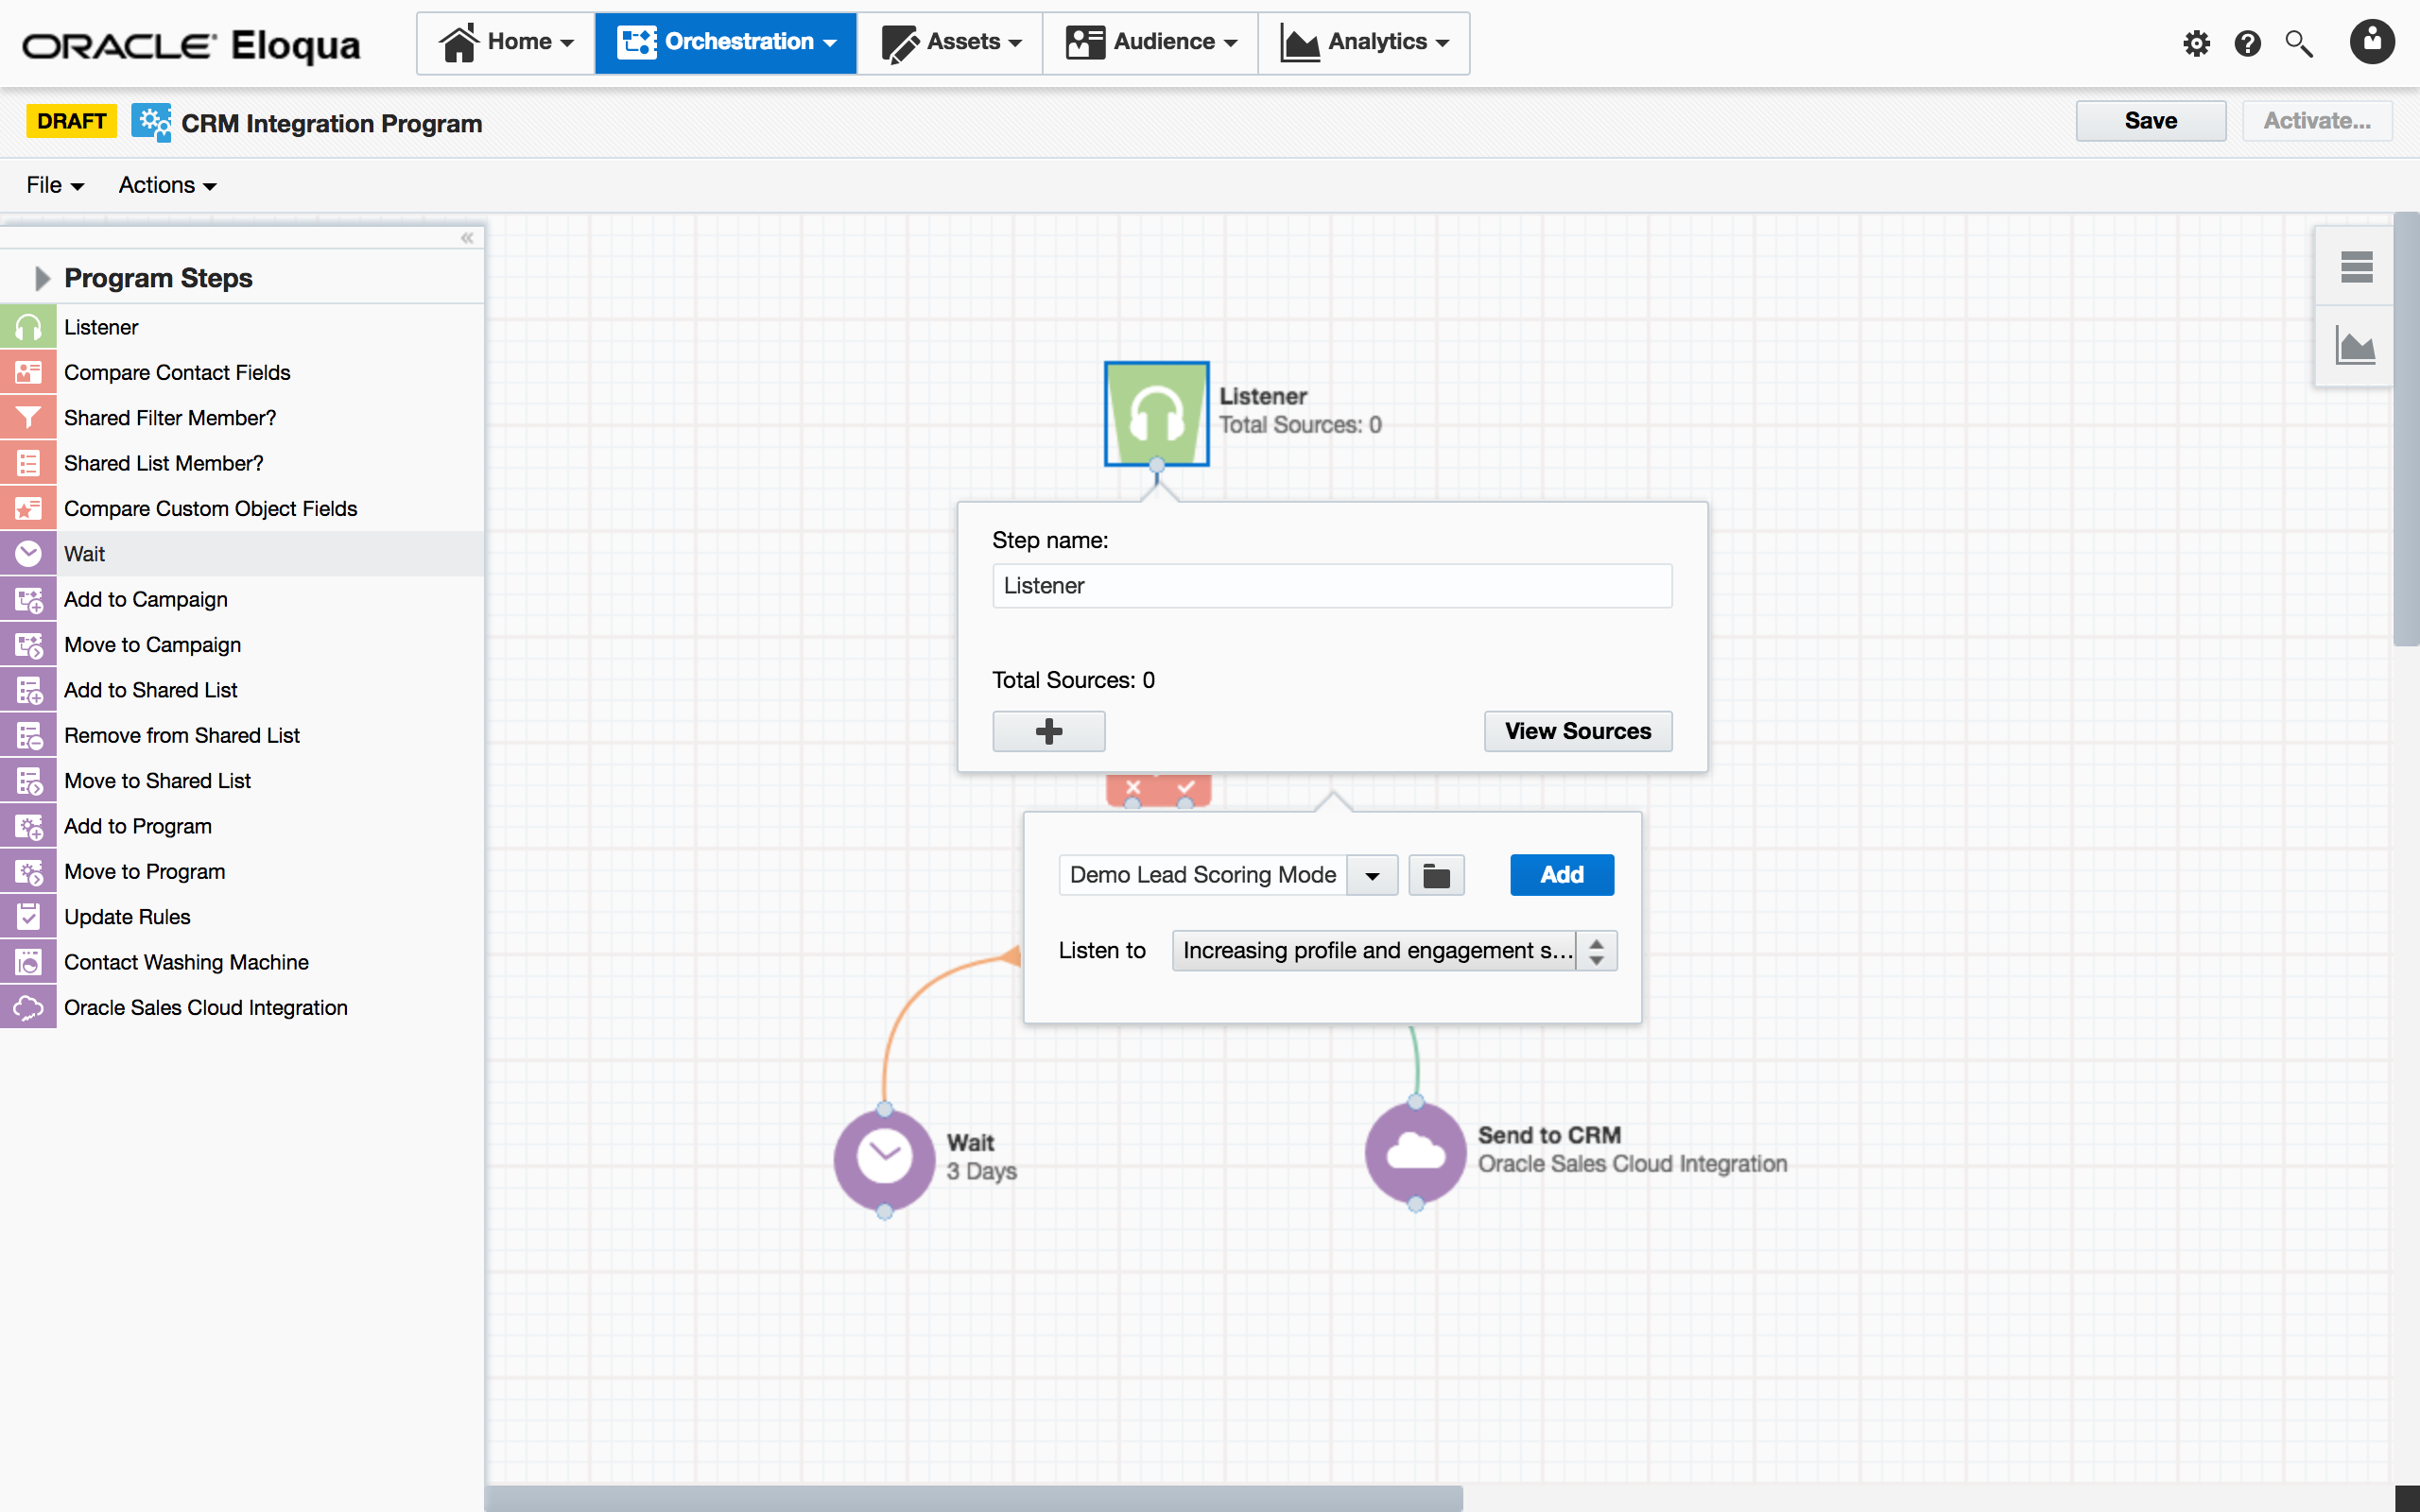 ORACLE Eloqua
Home
Orchestration
Assets
Audience
Analytics
DRAFT
CRM Integration Program
Save
Activate...
File
Actions
Program Steps
Listener
Compare Contact Fields
Shared Filter Member?
Shared List Member?
Compare Custom Object Fields
Wait
Add to Campaign
Move to Campaign
Add to Shared List
Remove from Shared List
Move to Shared List
Add to Program
Move to Program
Update Rules
Contact Washing Machine
Oracle Sales Cloud Integration
Listener
Total Sources: 0
Step name:
Listener
Total Sources: 0
View Sources
Demo Lead Scoring Mode
Add
Listen to
Increasing profile and engagement s...
Wait
3 Days
Send to CRM
Oracle Sales Cloud Integration